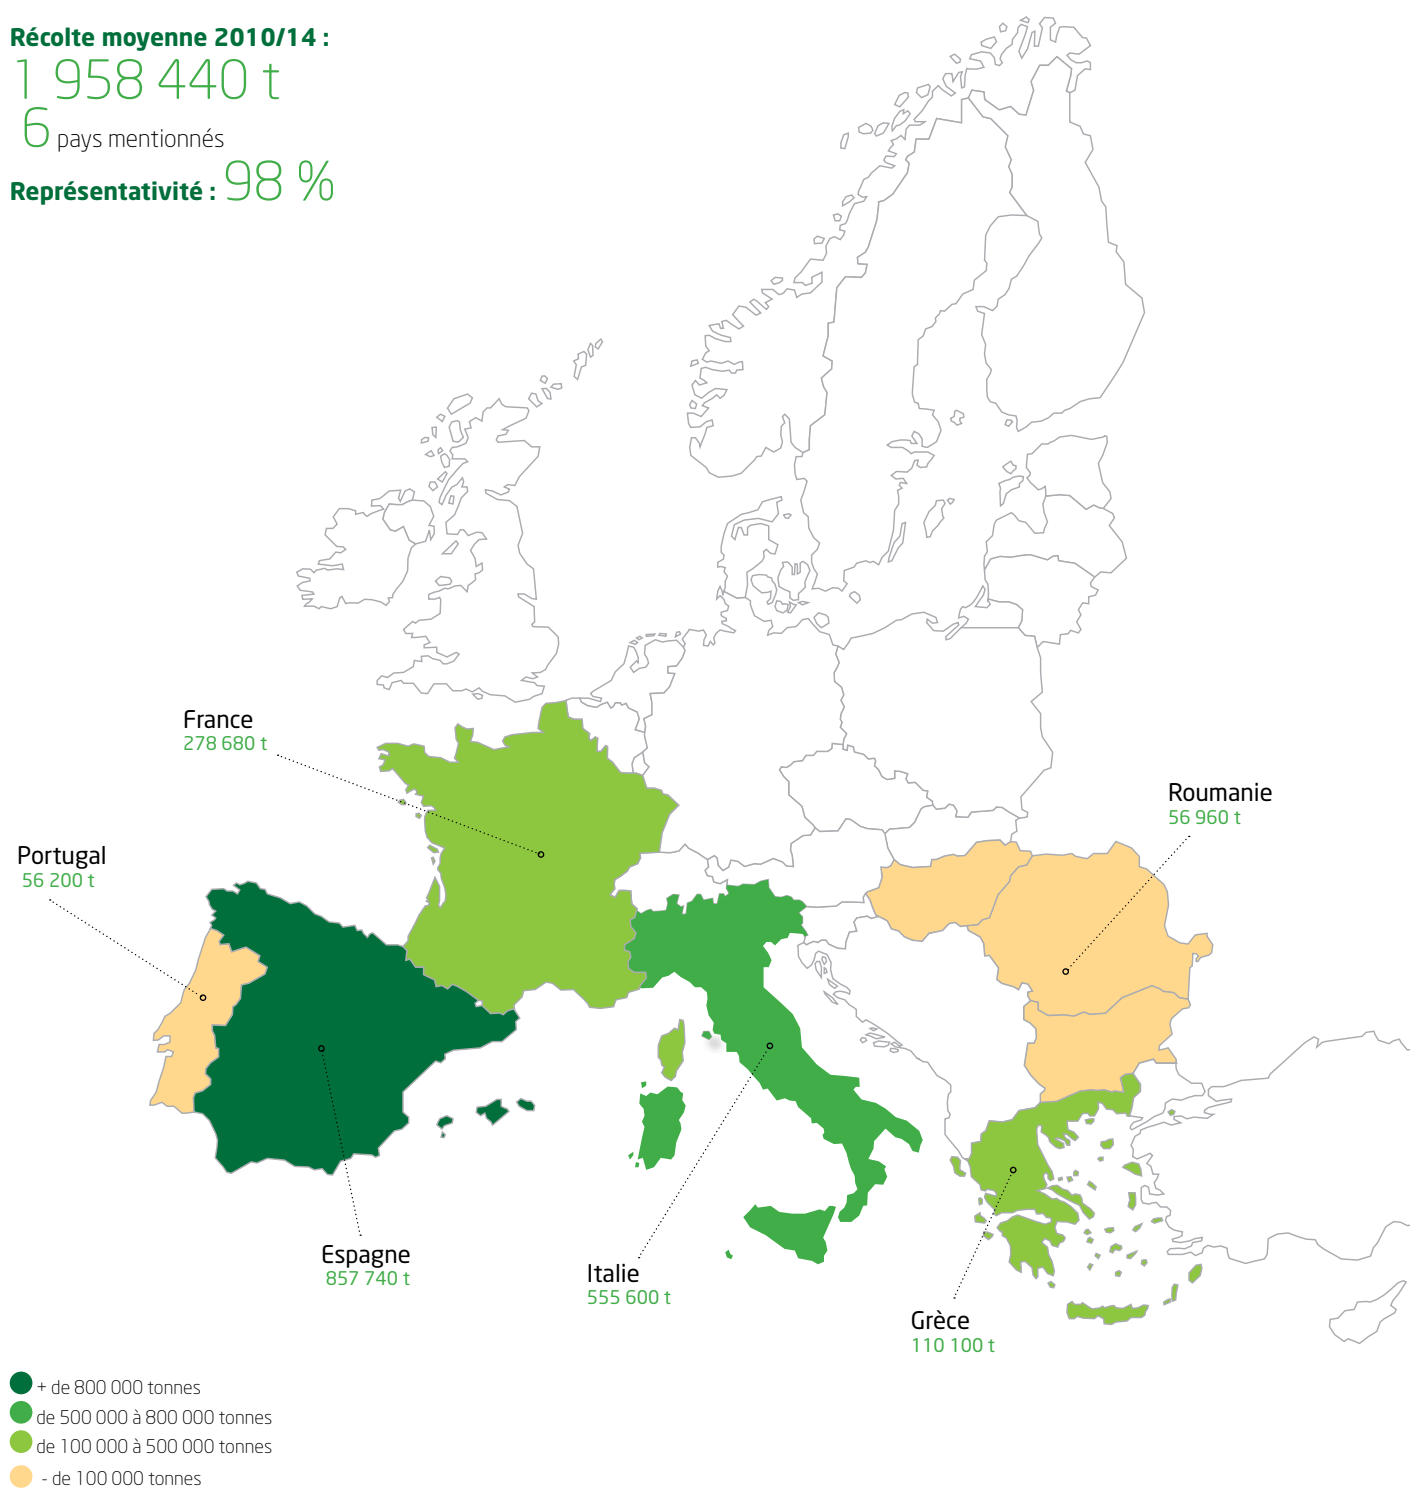 Récolte moyenne 2010/14 :
1 958 440 t
6 pays mentionnés
Représentativité : 98 %
France
278 680 t
Roumanie
56 960 t
Portugal
56 200 t
Espagne
857 740 t
Italie
555 600 t
Grèce
110 100 t
+ de 800 000 tonnes
de 500 000 à 800 000 tonnes
de 100 000 à 500 000 tonnes
- de 100 000 tonnes